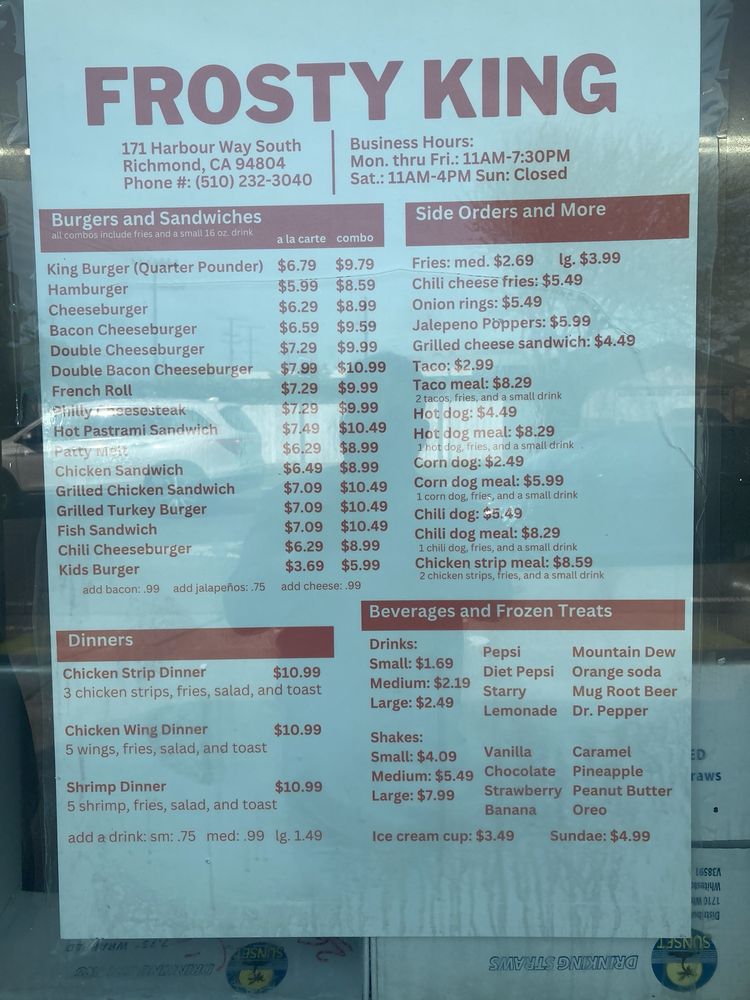 FROSTY KING
171 Harbour Way South
Richmond, CA 94804
Phone #: (510) 232-3040
Business Hours:
Mon. thru Fri.: 11AM-7:30PM
Sat.: 11AM-4PM Sun: Closed
Burgers and Sandwiches
all combos include fries and a small 16 oz. drink
a la carte combo
King Burger (Quarter Pounder) $6.79 $9.79
Hamburger $5.99 $8.59
Cheeseburger $6.29 $8.99
Bacon Cheeseburger $6.59 $9.59
Double Cheeseburger $7.29 $9.99
Double Bacon Cheeseburger $7.99 $10.99
French Roll $7.29 $9.99
Philly Cheesesteak $7.29 $9.99
Hot Pastrami Sandwich $7.49 $10.49
Patty Melt $6.29 $8.99
Chicken Sandwich $6.49 $8.99
Grilled Chicken Sandwich $7.09 $10.49
Grilled Turkey Burger $7.09 $10.49
Fish Sandwich $7.09 $10.49
Chili Cheeseburger $6.29 $8.99
Kids Burger $3.69 $5.99
add bacon: .99 add jalapeños: .75 add cheese: .99
Side Orders and More
Fries: med. $2.69 lg. $3.99
Chili cheese fries: $5.49
Onion rings: $5.49
Jalepeno Poppers: $5.99
Grilled cheese sandwich: $4.49
Taco: $2.99
Taco meal: $8.29
2 tacos, fries, and a small drink
Hot dog: $4.49
Hot dog meal: $8.29
1 hot dog, fries, and a small drink
Corn dog: $2.49
Corn dog meal: $5.99
1 corn dog, fries, and a small drink
Chili dog: $5.49
Chili dog meal: $8.29
1 chili dog, fries, and a small drink
Chicken strip meal: $8.59
2 chicken strips, fries, and a small drink
Dinners
Chicken Strip Dinner $10.99
3 chicken strips, fries, salad, and toast
Chicken Wing Dinner $10.99
5 wings, fries, salad, and toast
Shrimp Dinner $10.99
5 shrimp, fries, salad, and toast
add a drink: sm: .75 med: .99 lg. 1.49
Beverages and Frozen Treats
Drinks:
Small: $1.69
Medium: $2.19
Large: $2.49
Pepsi Mountain Dew
Diet Pepsi Orange soda
Starry Mug Root Beer
Lemonade Dr. Pepper
Shakes:
Small: $4.09
Medium: $5.49
Large: $7.99
Vanilla Caramel
Chocolate Pineapple
Strawberry Peanut Butter
Banana Oreo
Ice cream cup: $3.49 Sundae: $4.99
raws
V38591
SUNSET
DRINKING STRAWS
SUNSET